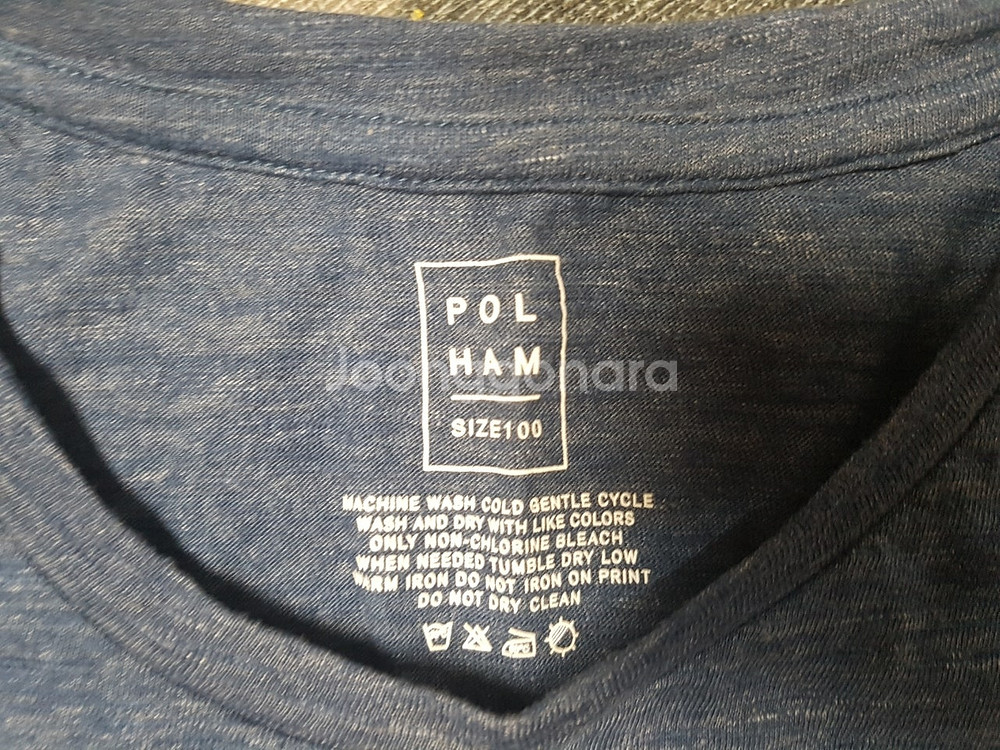 POL
HAM
SIZE100
Joonggonara
MACHINE WASH COLD GENTLE CYCLE
WASH AND DRY WITH LIKE COLORS
ONLY NON-CHLORINE BLEACH
WHEN NEEDED TUMBLE DRY LOW
WARM IRON DO NOT IRON ON PRINT
DO NOT DRY CLEAN